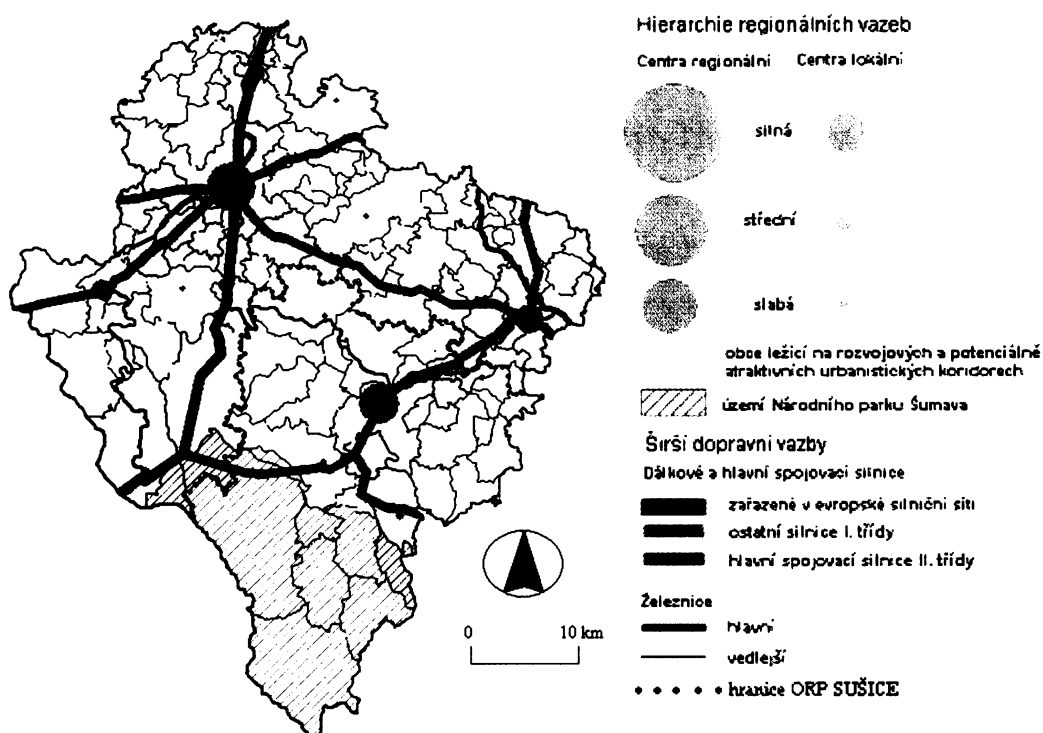 Hierarchie regionálních vazeb
Centra regionální Centra lokální
silná
střední
slabá
obce ležící na rozvojových a potenciálně
atraktivních urbanistických koridorech
území Národního parku Šumava
Širší dopravní vazby
Dálkové a hlavní spojovací silnice
zařazené v evropské silniční síti
ostatní silnice I. třídy
hlavní spojovací silnice II. třídy
Železnice
hlavní
vedlejší
hranice ORP SUŠICE
0 10 km